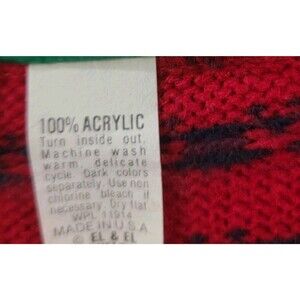 100% ACRYLIC
Turn inside out.
Machine wash
warm, delicate
cycle. Dark colors
separately. Use non
chlorine bleach if
necessary. Dry flat.
WPL 11914
MADE IN U.S.A
© EL & EL